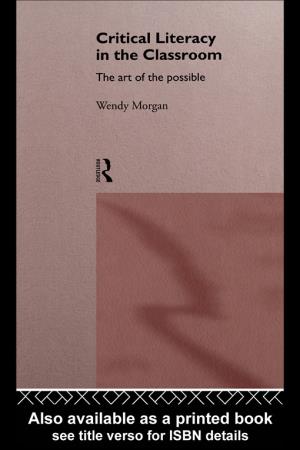 Critical Literacy
in the Classroom
The art of the possible
Wendy Morgan
ROUTLEDGE
Also available as a printed book
see title verso for ISBN details